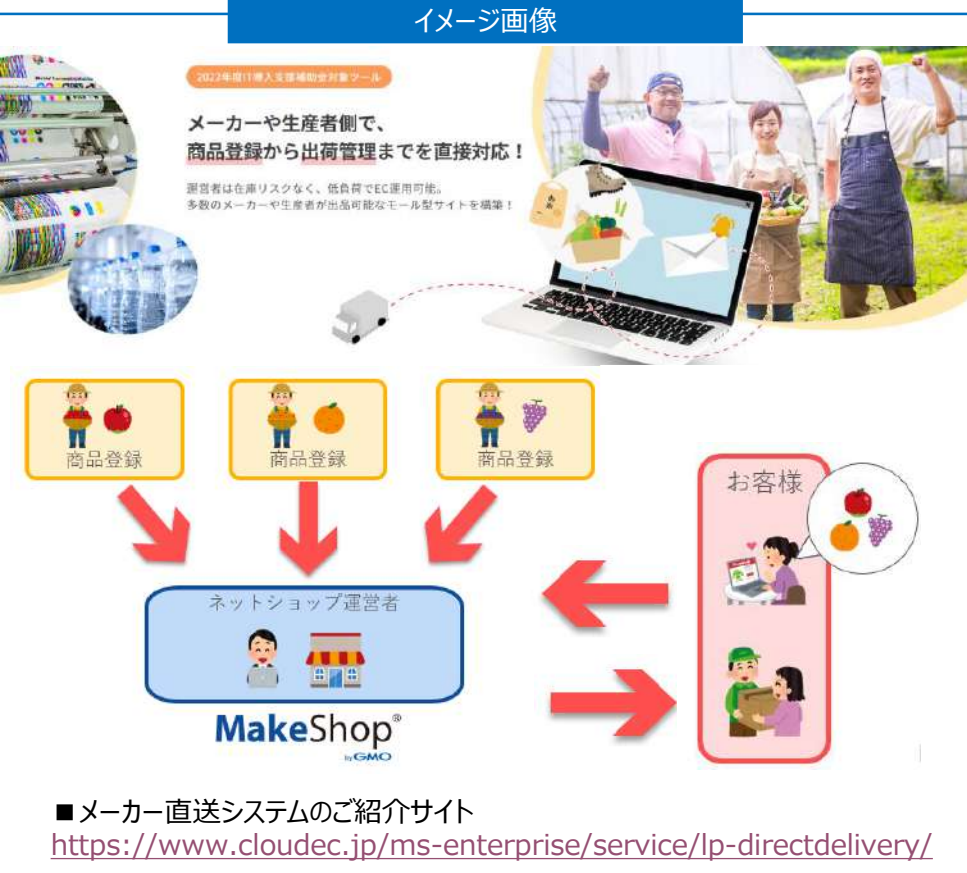 イメージ画像
2022年度IT導入支援補助金対象ツール
メーカーや生産者側で、
商品登録から出荷管理までを直接対応！
運営者は在庫リスクなく、低負荷でEC運用可能。
多数のメーカーや生産者が出品可能なモール型サイトを構築！
商品登録
商品登録
商品登録
お客様
ネットショップ運営者
MakeShop®
by GMO
■メーカー直送システムのご紹介サイト
https://www.cloudec.jp/ms-enterprise/service/lp-directdelivery/